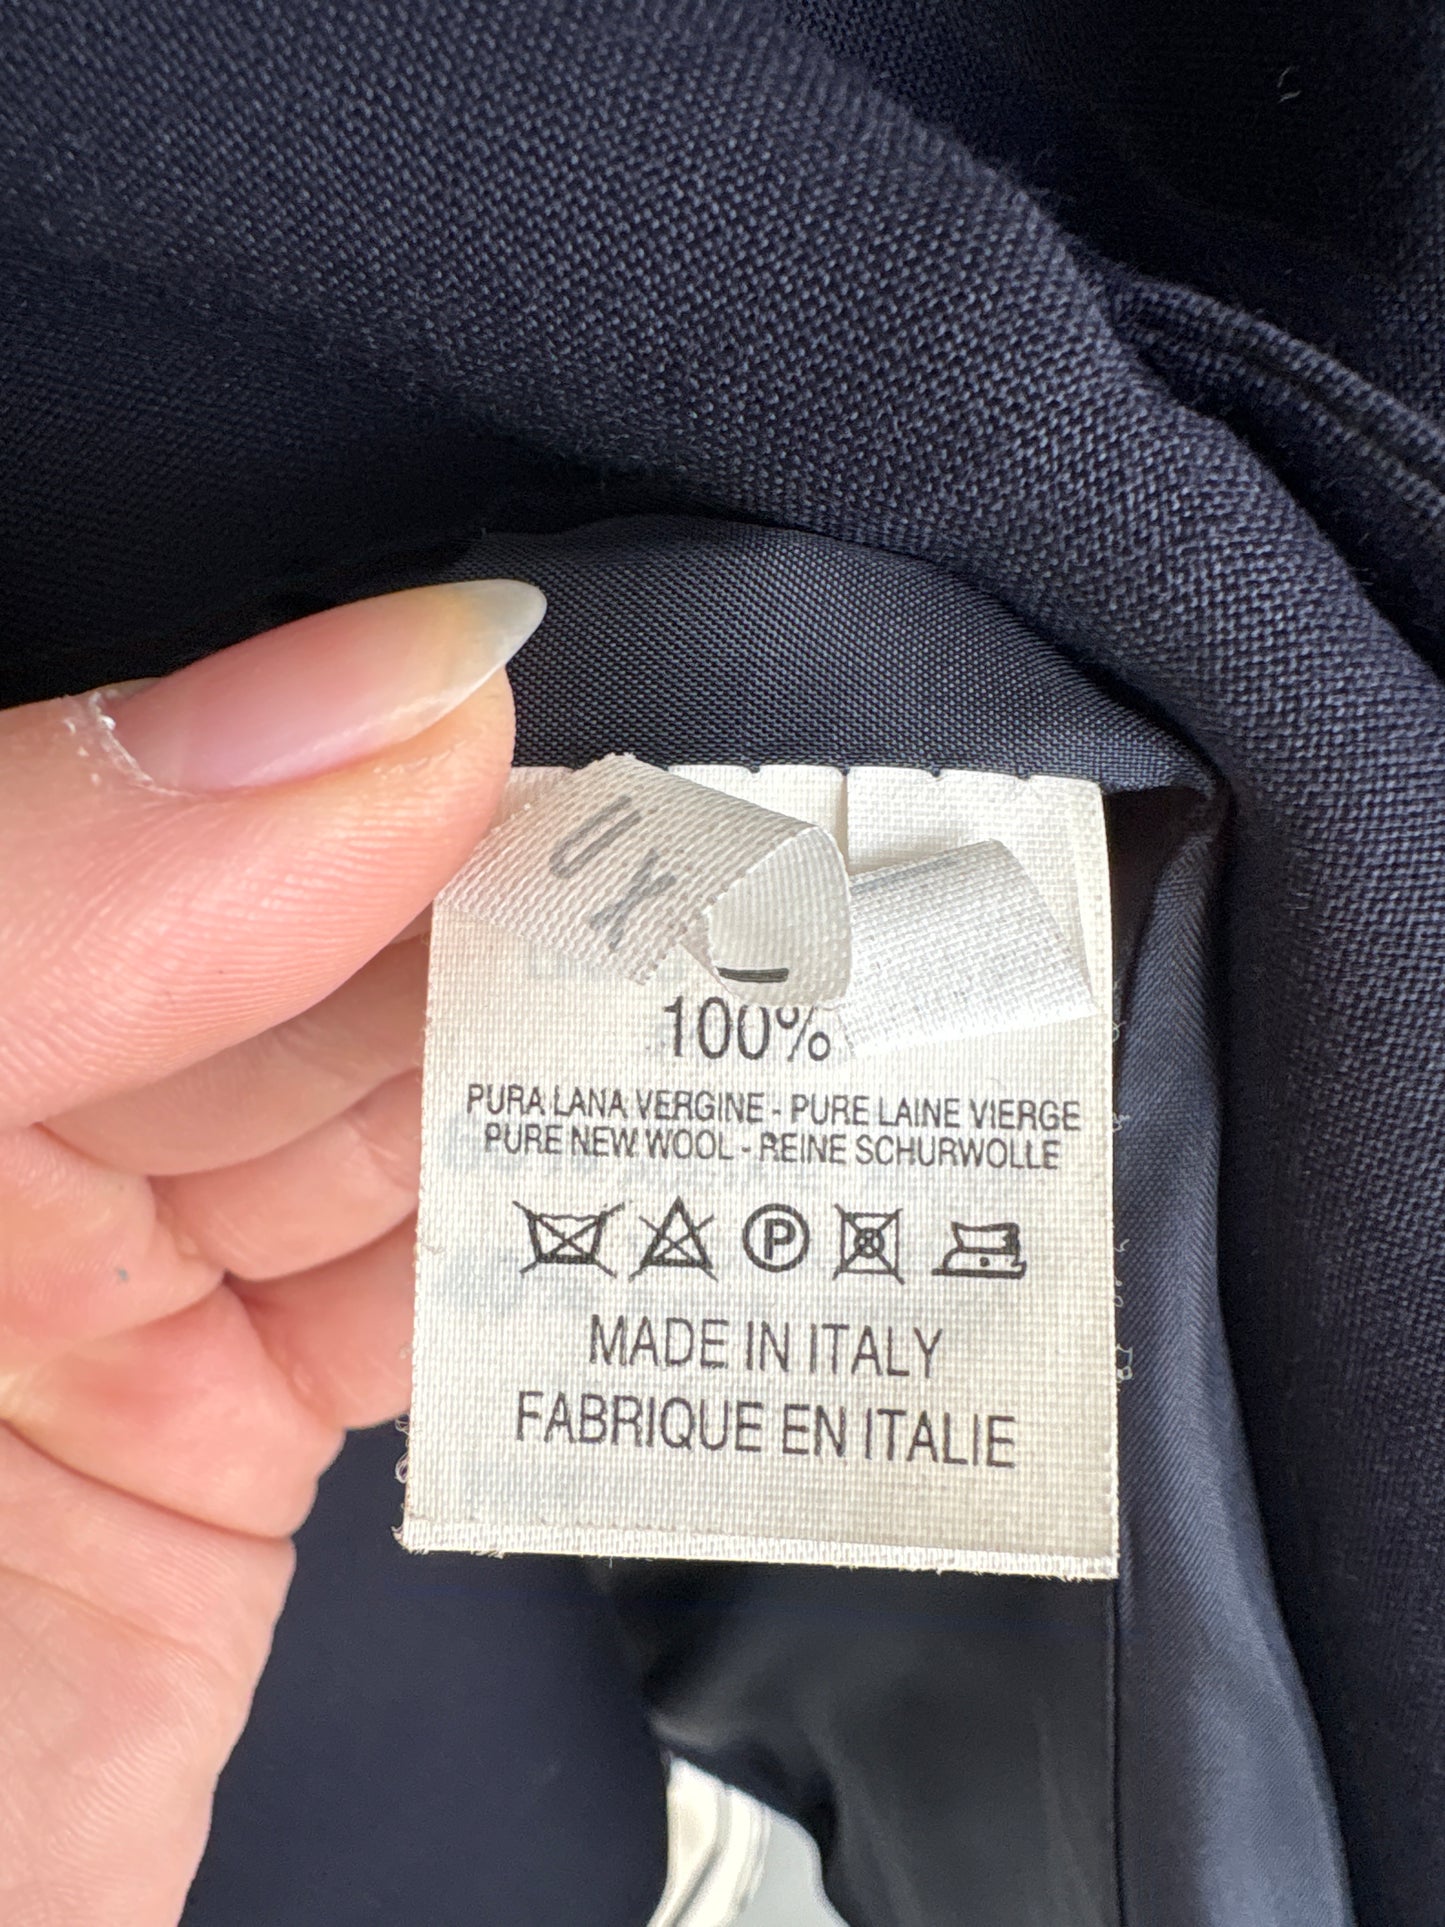 100%
PURA LANA VERGINE - PURE LAINE VIERGE
PURE NEW WOOL - REINE SCHURWOLLE
P
MADE IN ITALY
FABRIQUE EN ITALIE